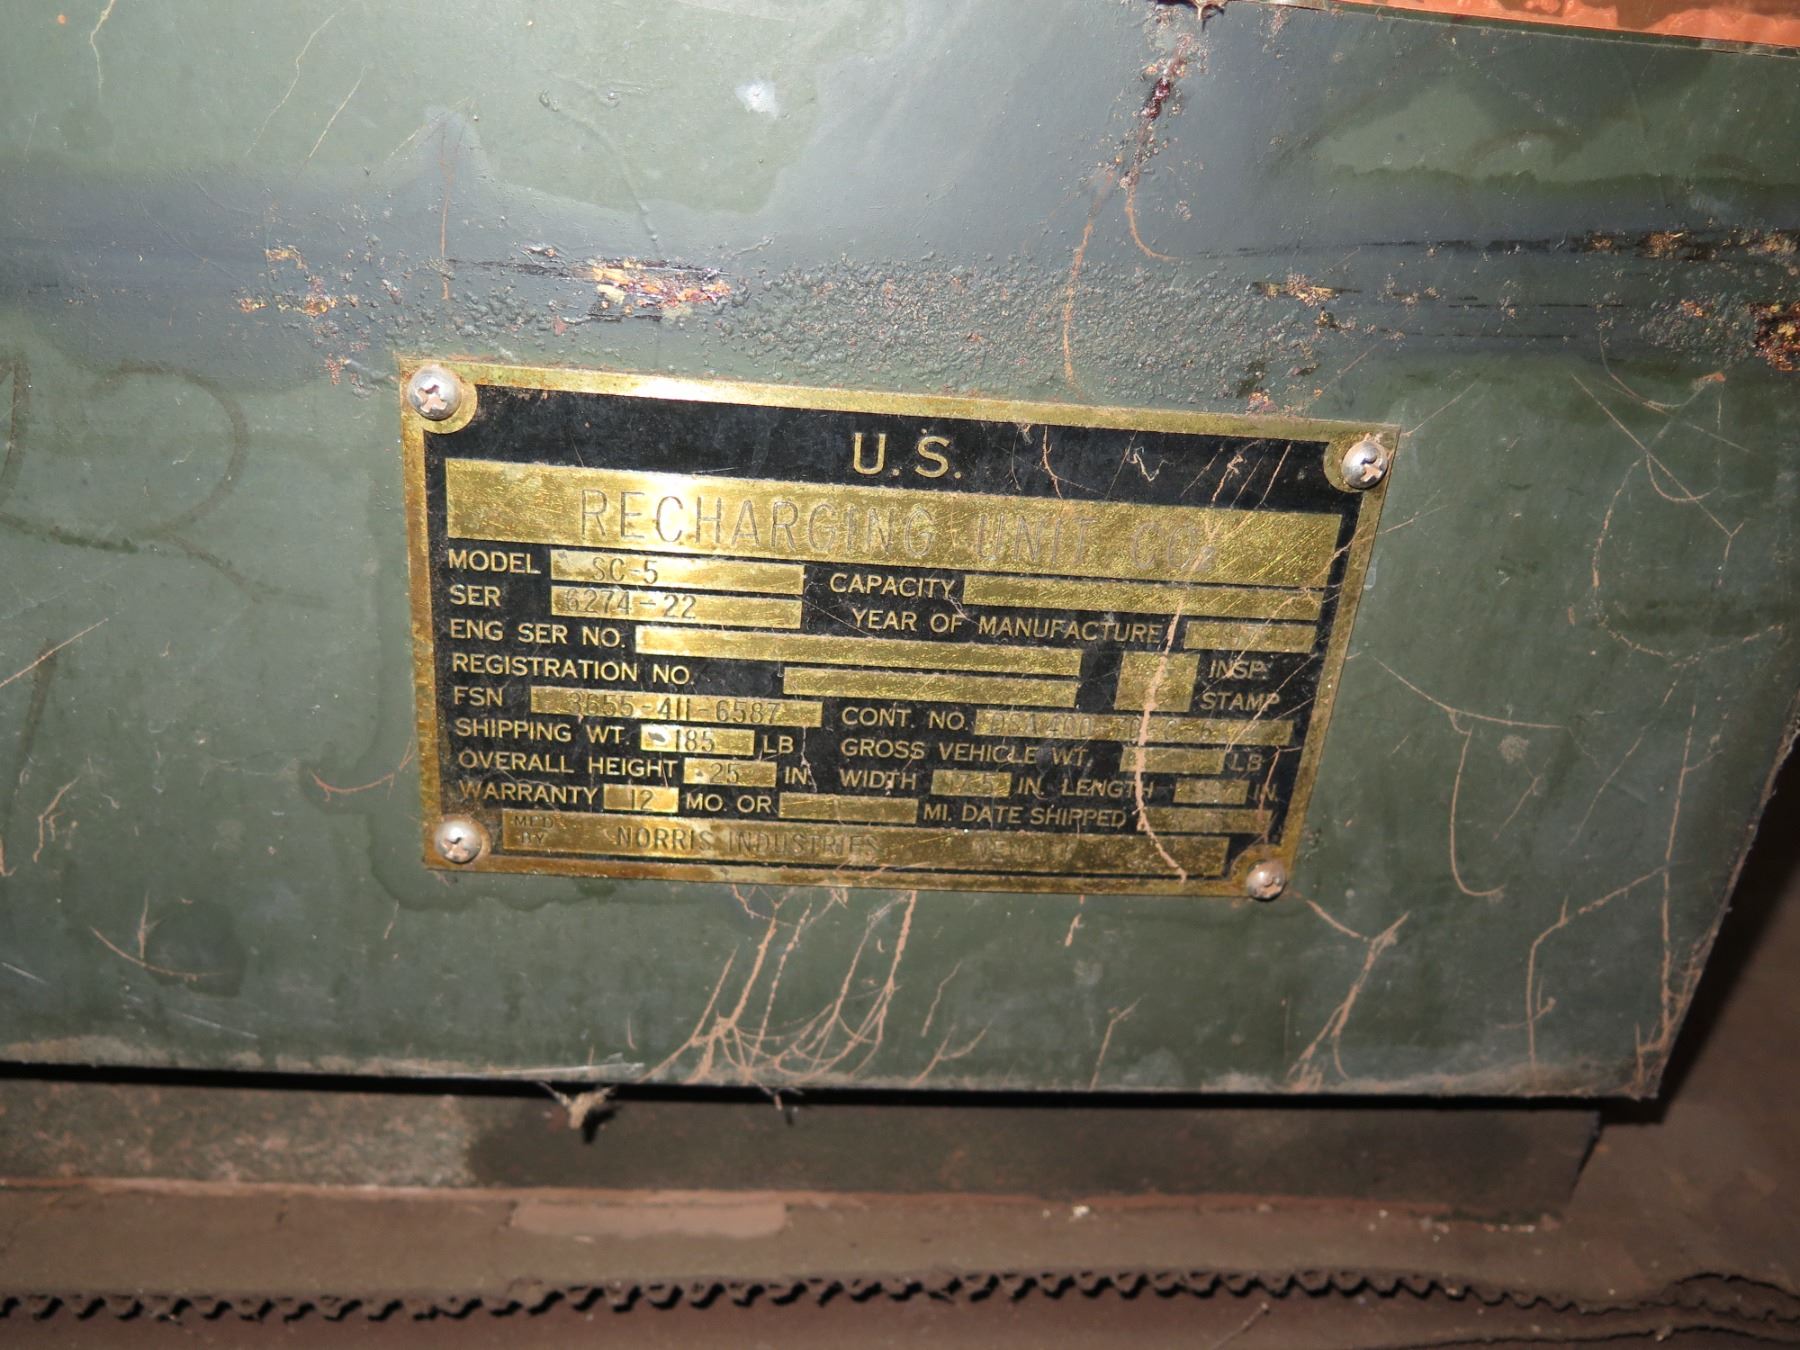 U.S.
RECHARGING UNIT CO2
MODEL SC-5 CAPACITY
SER 6274-22 YEAR OF MANUFACTURE
ENG SER NO. INSP.
REGISTRATION NO. STAMP
FSN 3655-411-6587 CONT. NO.
SHIPPING WT. 185 LB GROSS VEHICLE WT. LB
OVERALL HEIGHT 25 IN. WIDTH IN. LENGTH IN.
WARRANTY 12 MO. OR MI. DATE SHIPPED
MFD BY NORRIS INDUSTRIES